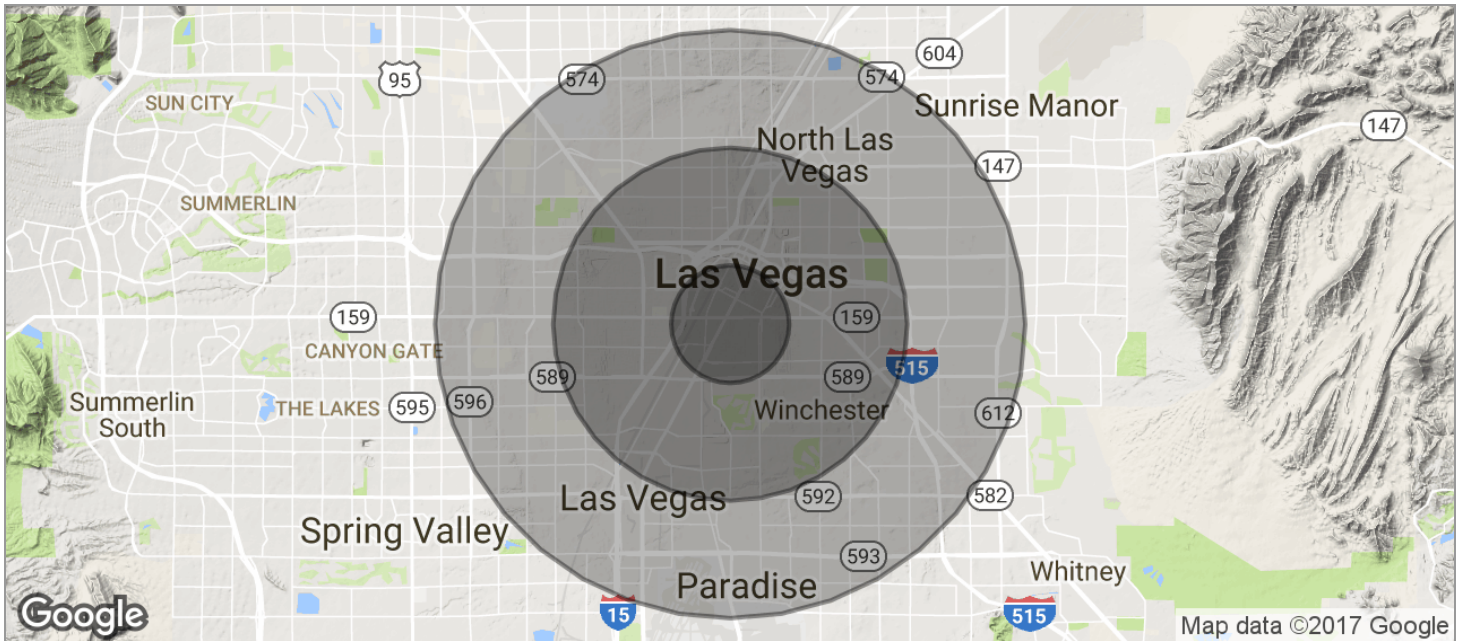 604
95
574
574
SUN CITY
Sunrise Manor
147
North Las
Vegas
147
SUMMERLIN
Las Vegas
159
159
CANYON GATE
515
589
589
Summerlin
South
THE LAKES
595
596
Winchester
612
Las Vegas
592
582
Spring Valley
593
Whitney
Paradise
Google
15
515
Map data ©2017 Google